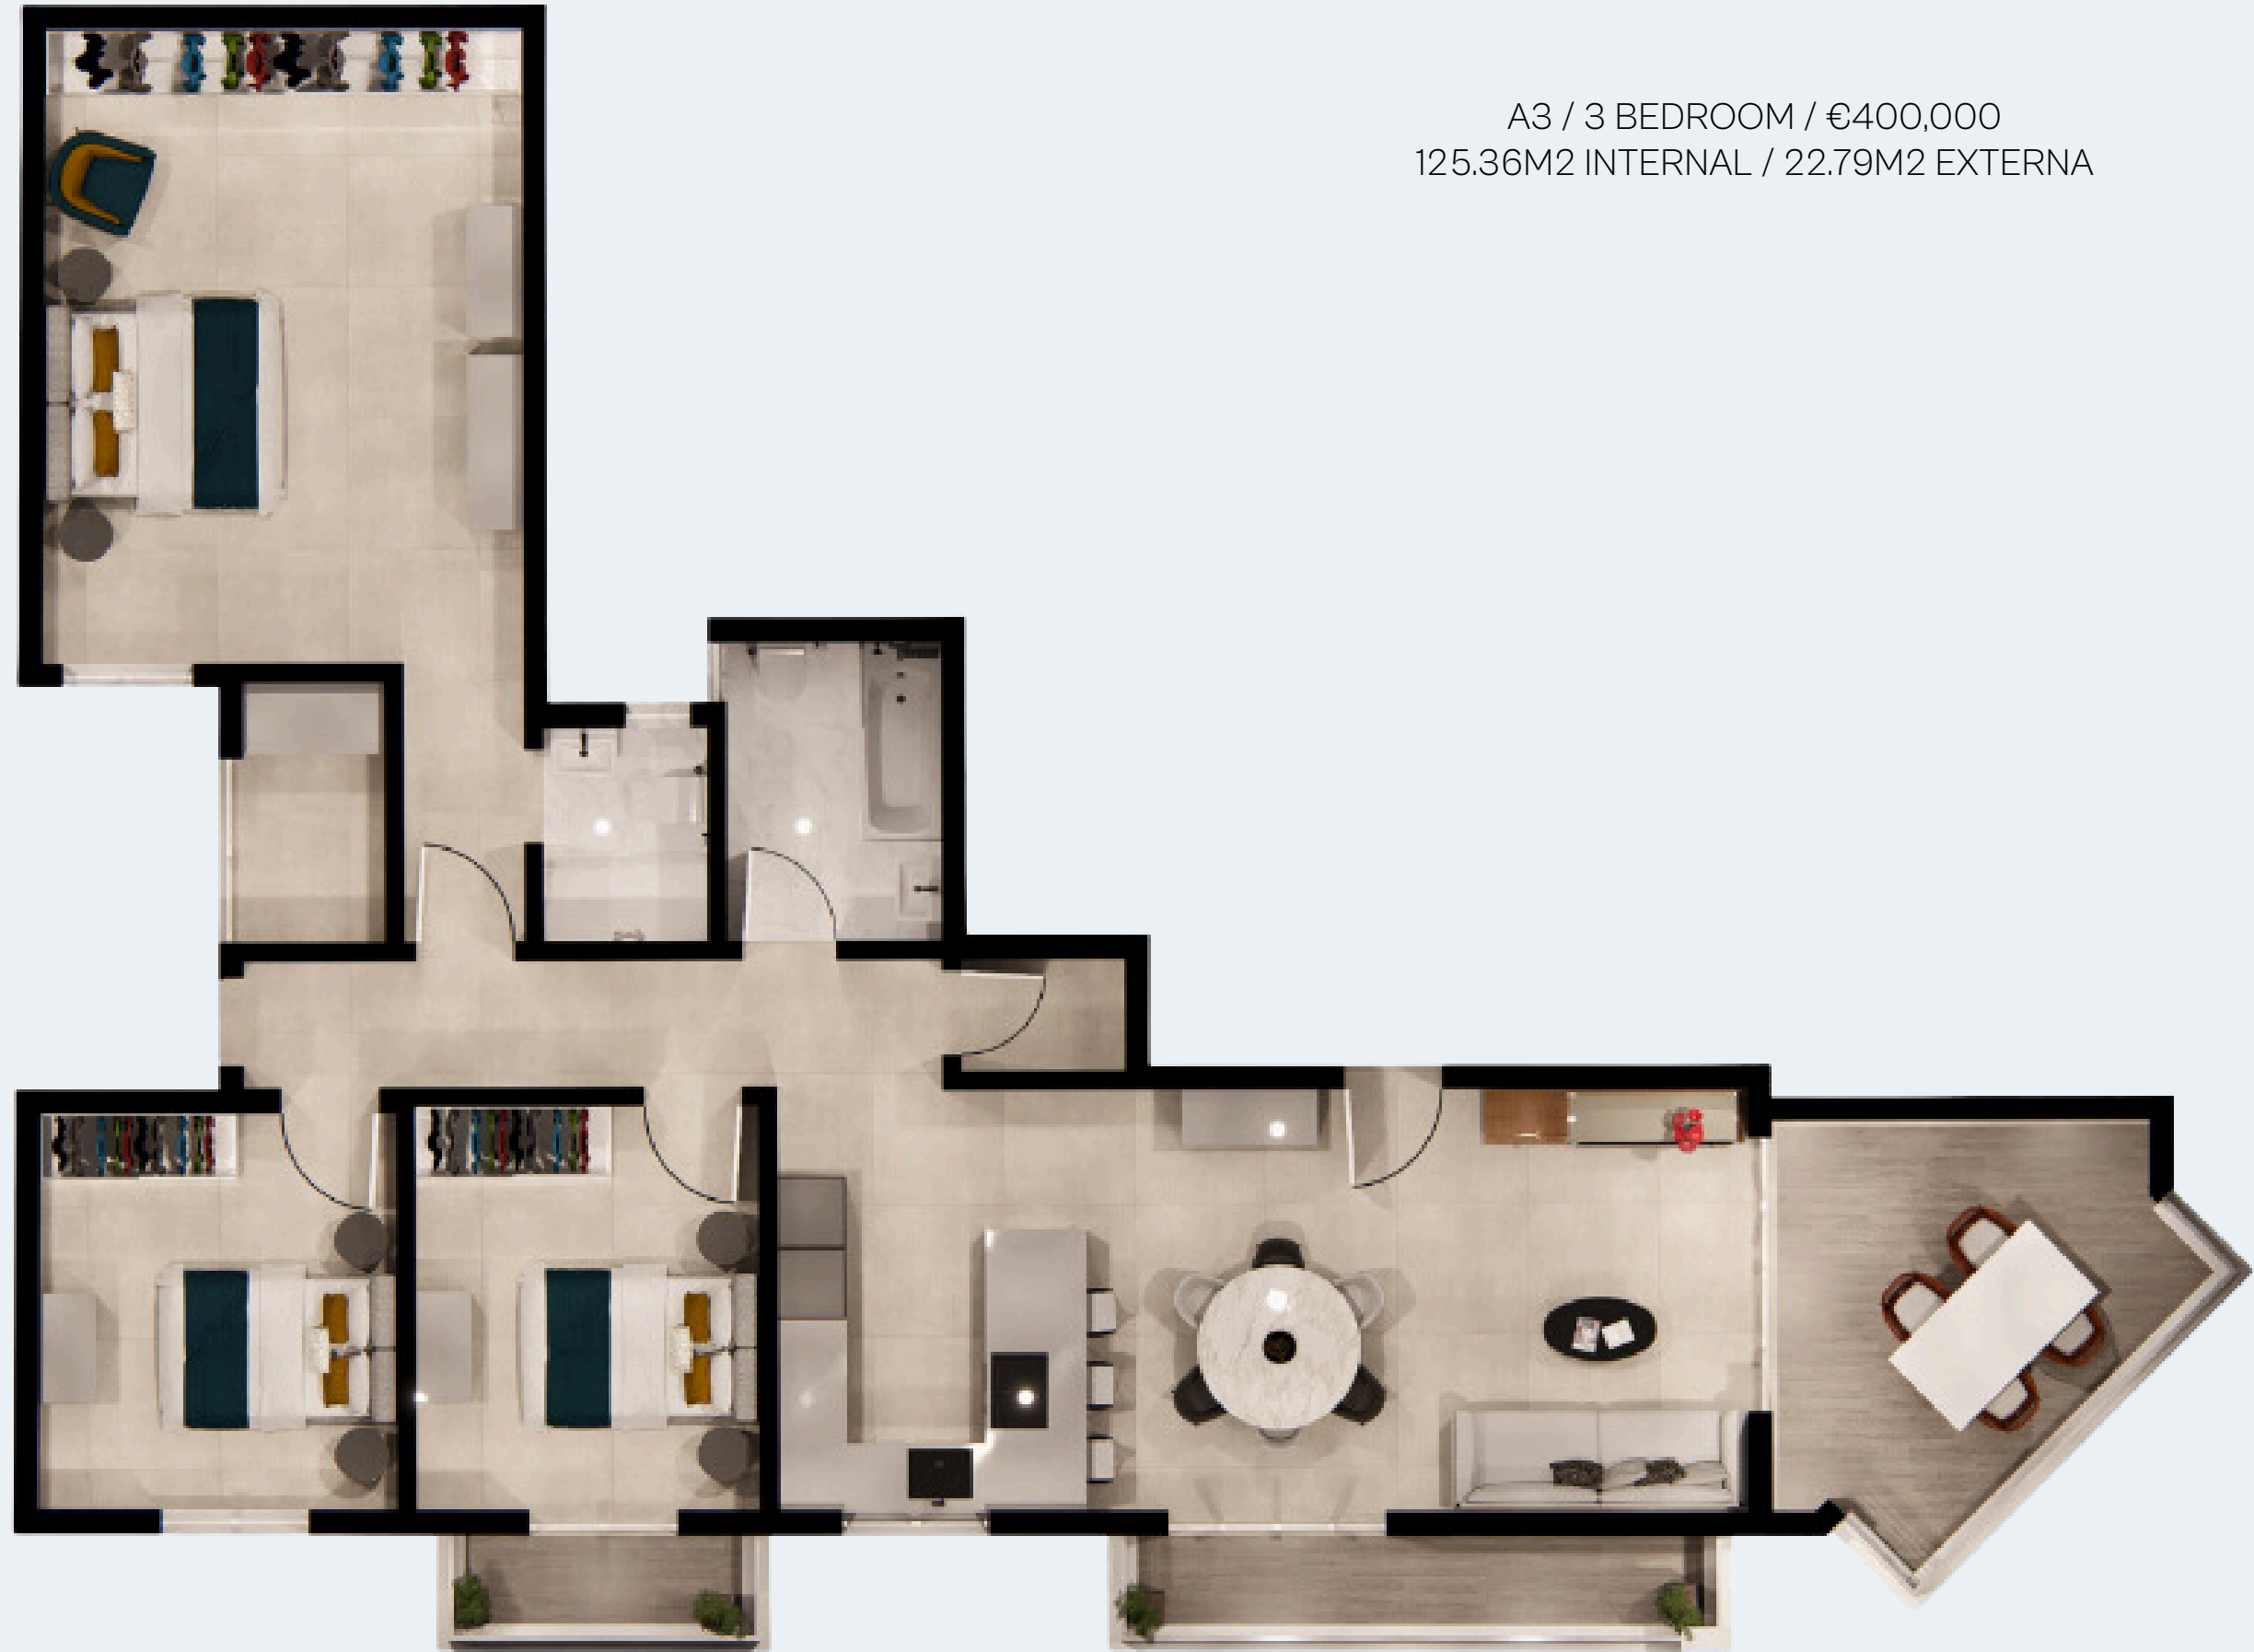 A3 / 3 BEDROOM / €400,000
125.36M2 INTERNAL / 22.79M2 EXTERNA